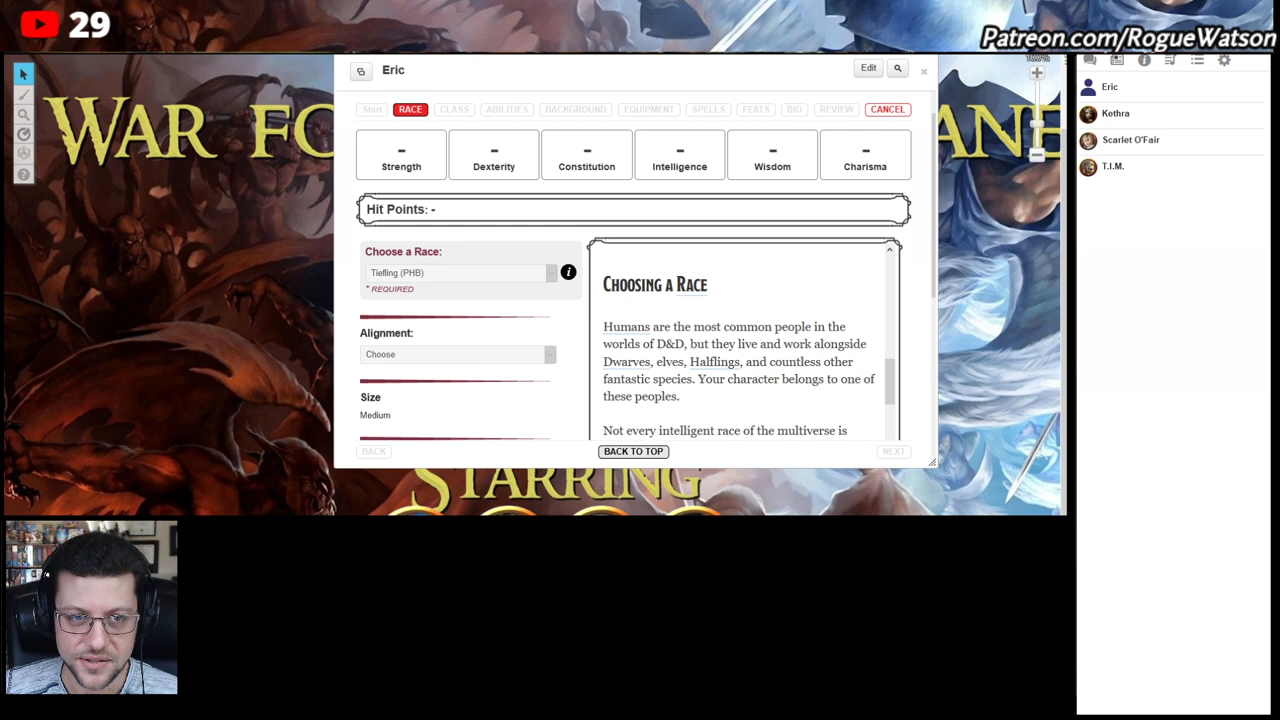 29
Patreon.com/RogueWatson
WAR FO
ANE
STARRING
Eric
Edit
Start
RACE
CLASS
ABILITIES
BACKGROUND
EQUIPMENT
SPELLS
FEATS
BIO
REVIEW
CANCEL
-
Strength
-
Dexterity
-
Constitution
-
Intelligence
-
Wisdom
-
Charisma
Hit Points: -
Choose a Race:
Tiefling (PHB)
* REQUIRED
Alignment:
Choose
Size
Medium
CHOOSING A RACE
Humans are the most common people in the
worlds of D&D, but they live and work alongside
Dwarves, elves, Halflings, and countless other
fantastic species. Your character belongs to one of
these peoples.
Not every intelligent race of the multiverse is
BACK
BACK TO TOP
NEXT
100%
Eric
Kethra
Scarlet O'Fair
T.I.M.